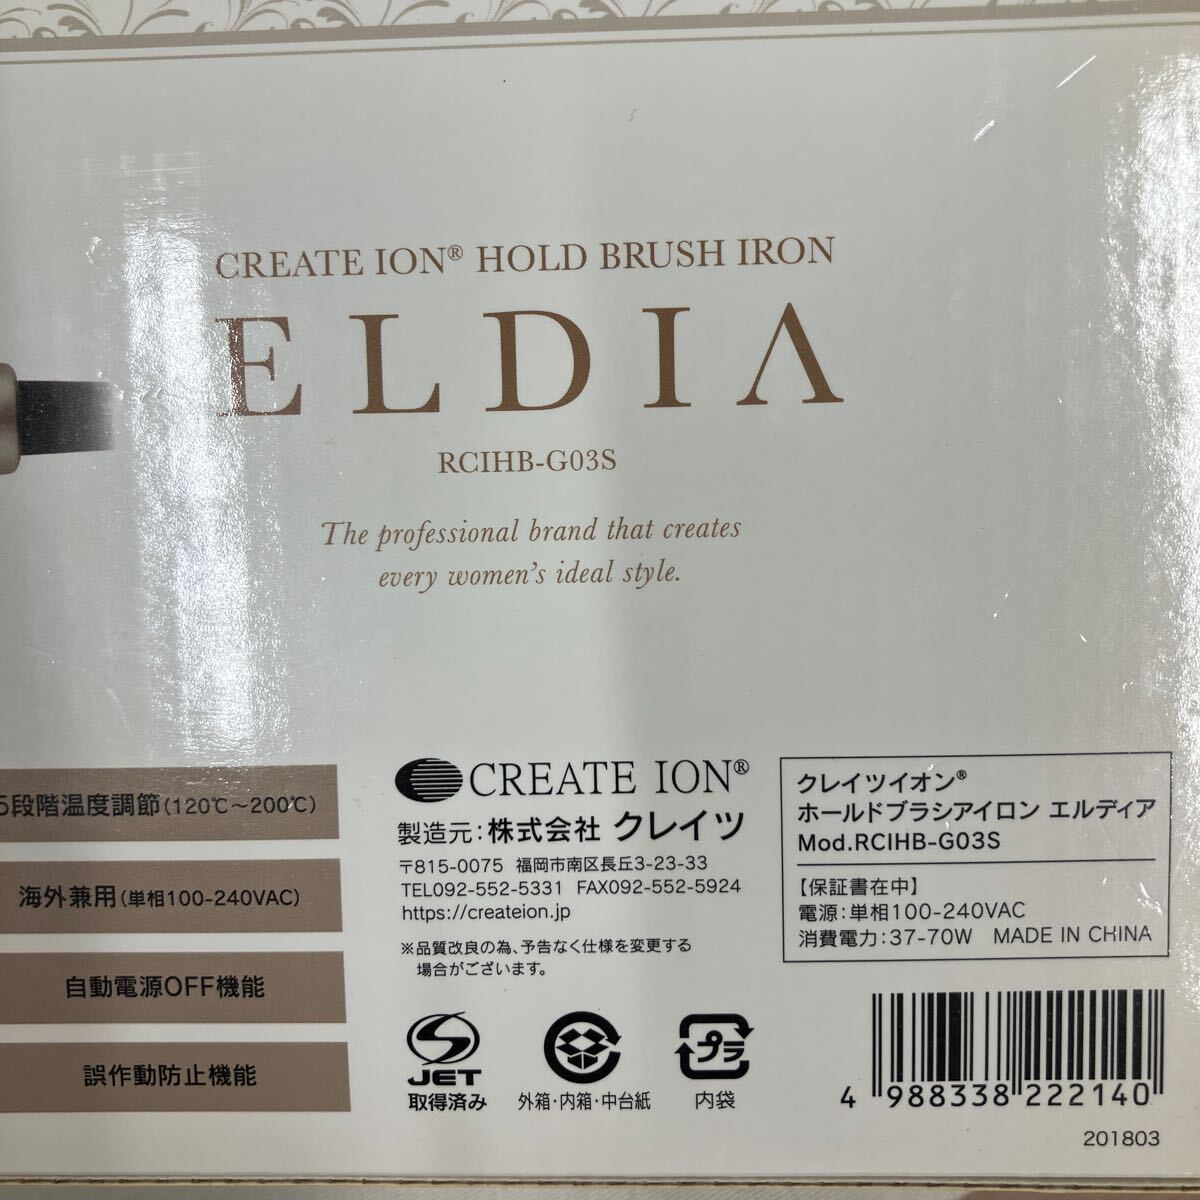 CREATE ION® HOLD BRUSH IRON
ELDIA
RCIHB-G03S
The professional brand that creates
every women's ideal style.
5段階温度調節(120℃~200℃)
海外兼用(単相100-240VAC)
自動電源OFF機能
誤作動防止機能
CREATE ION®
製造元:株式会社 クレイツ
〒815-0075 福岡市南区長丘3-23-33
TEL092-552-5331 FAX092-552-5924
https://createion.jp
※品質改良の為、予告なく仕様を変更する
場合がございます。
JET
取得済み
外箱・内箱・中台紙
プラ
内袋
クレイツイオン®
ホールドブラシアイロン エルディア
Mod.RCIHB-G03S
【保証書在中】
電源:単相100-240VAC
消費電力:37-70W MADE IN CHINA
4 988338 222140
201803